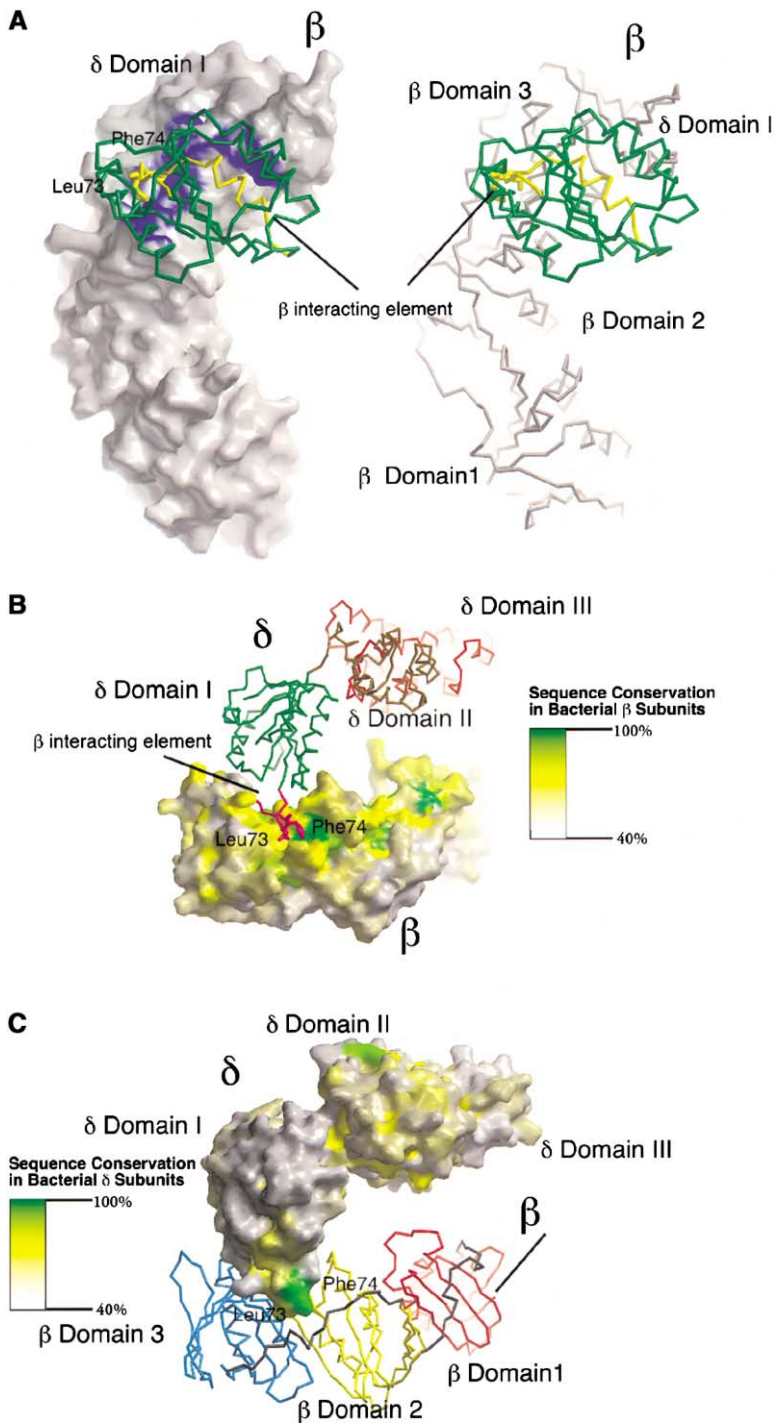 A
β
δ Domain I
Phe74
Leu73
β
β Domain 3
δ Domain I
β interacting element
β Domain 2
β Domain1
B
δ
δ Domain III
δ Domain I
δ Domain II
β interacting element
Leu73
Phe74
β
Sequence Conservation
in Bacterial β Subunits
100%
40%
C
δ Domain II
δ
δ Domain I
δ Domain III
Sequence Conservation
in Bacterial δ Subunits
100%
40%
β
Phe74
Leu73
β Domain 3
β Domain1
β Domain 2